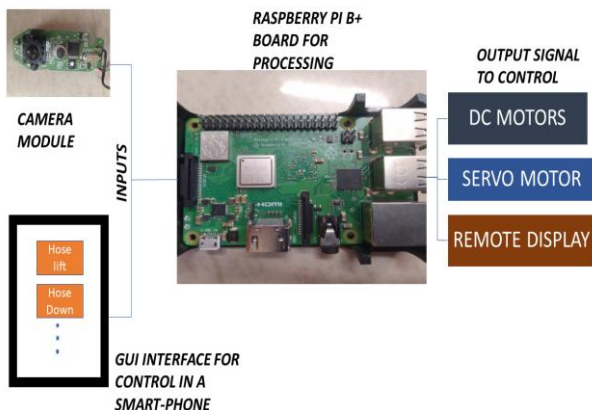 RASPBERRY PI B+
BOARD FOR
PROCESSING
OUTPUT SIGNAL
TO CONTROL
CAMERA
MODULE
INPUTS
HDMI
DC MOTORS
SERVO MOTOR
REMOTE DISPLAY
Hose
lift
Hose
Down
GUI INTERFACE FOR
CONTROL IN A
SMART-PHONE